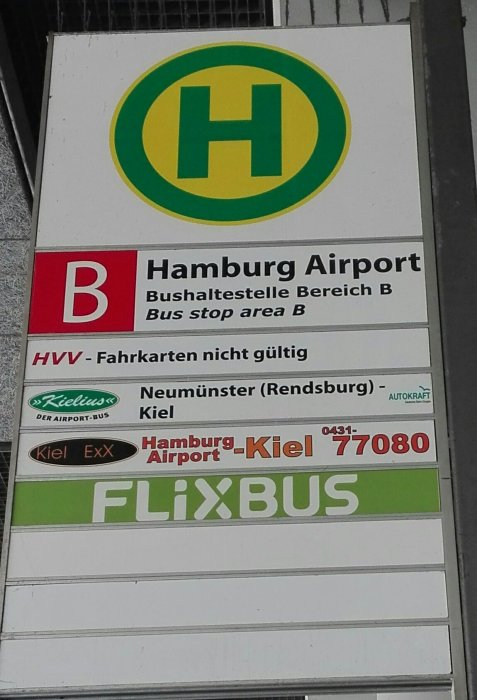 H
B
Hamburg Airport
Bushaltestelle Bereich B
Bus stop area B
HVV - Fahrkarten nicht gültig
»Kielius«
DER AIRPORT-BUS
Neumünster (Rendsburg) -
Kiel
AUTOKRAFT
Kiel ExX
Hamburg
Airport
-Kiel
0431-
77080
FLiXBUS